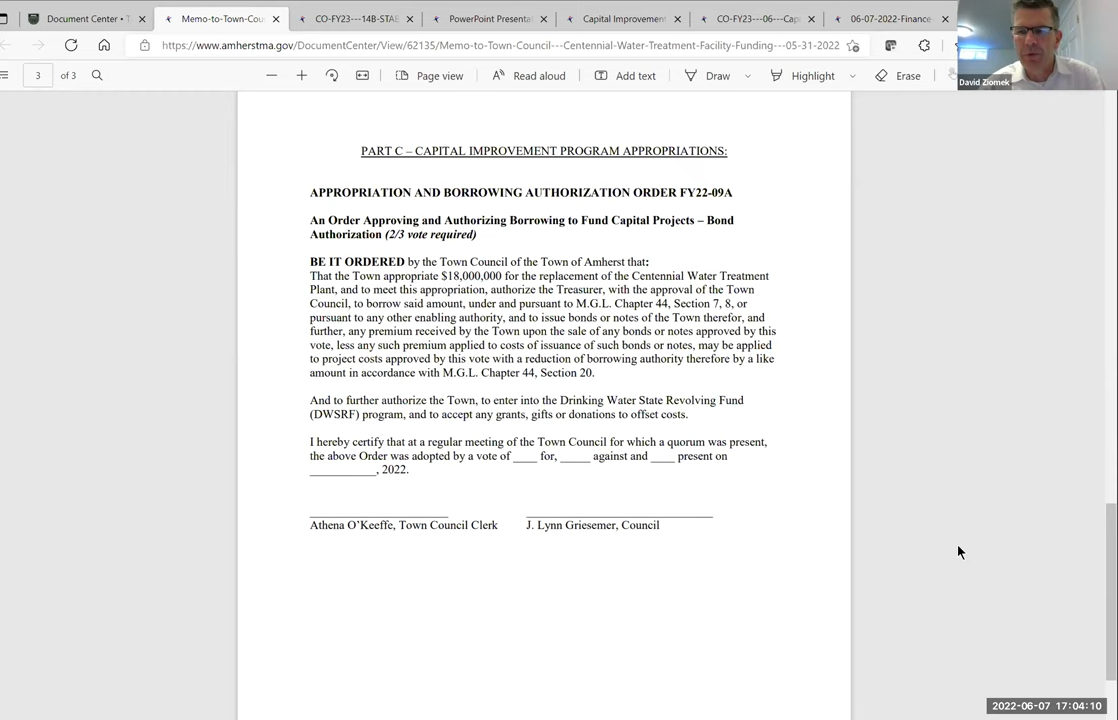 Document Center • T
Memo-to-Town-Cou
CO-FY23---14B-STAB
PowerPoint Presenta
Capital Improvement
CO-FY23---06---Cap
06-07-2022-Finance-
https://www.amherstma.gov/DocumentCenter/View/62135/Memo-to-Town-Council---Centennial-Water-Treatment-Facility-Funding---05-31-2022
3 of 3
Page view
Read aloud
Add text
Draw
Highlight
Erase
David Ziomek
PART C – CAPITAL IMPROVEMENT PROGRAM APPROPRIATIONS:
APPROPRIATION AND BORROWING AUTHORIZATION ORDER FY22-09A
An Order Approving and Authorizing Borrowing to Fund Capital Projects – Bond
Authorization (2/3 vote required)
BE IT ORDERED by the Town Council of the Town of Amherst that:
That the Town appropriate $18,000,000 for the replacement of the Centennial Water Treatment
Plant, and to meet this appropriation, authorize the Treasurer, with the approval of the Town
Council, to borrow said amount, under and pursuant to M.G.L. Chapter 44, Section 7, 8, or
pursuant to any other enabling authority, and to issue bonds or notes of the Town therefor, and
further, any premium received by the Town upon the sale of any bonds or notes approved by this
vote, less any such premium applied to costs of issuance of such bonds or notes, may be applied
to project costs approved by this vote with a reduction of borrowing authority therefore by a like
amount in accordance with M.G.L. Chapter 44, Section 20.
And to further authorize the Town, to enter into the Drinking Water State Revolving Fund
(DWSRF) program, and to accept any grants, gifts or donations to offset costs.
I hereby certify that at a regular meeting of the Town Council for which a quorum was present,
the above Order was adopted by a vote of ____ for, _____ against and ____ present on
___________, 2022.
Athena O’Keeffe, Town Council Clerk
J. Lynn Griesemer, Council
2022-06-07 17:04:10